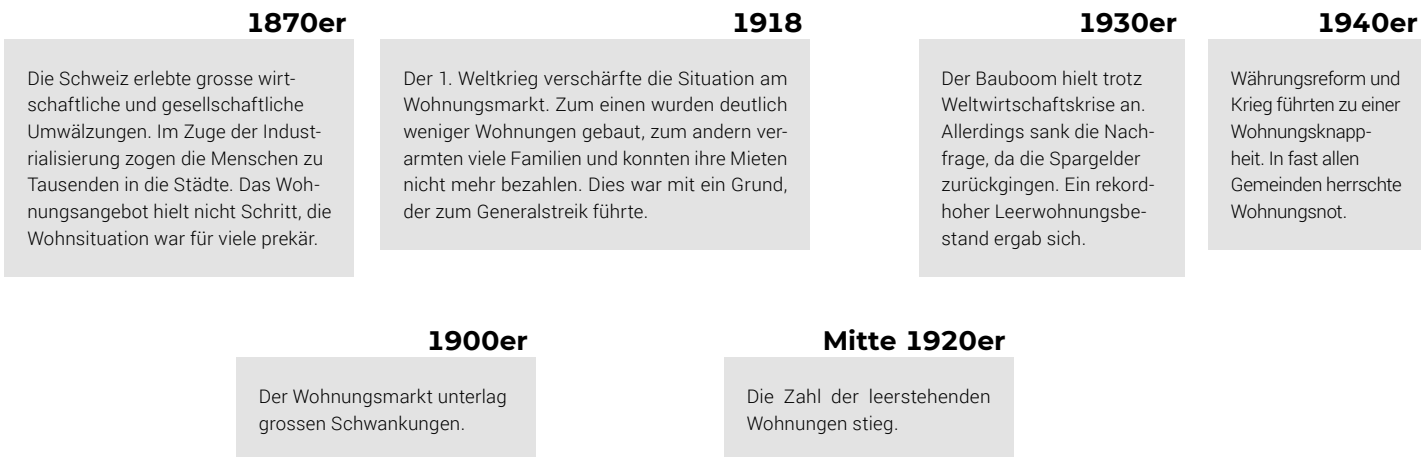 1870er
Die Schweiz erlebte grosse wirt-
schaftliche und gesellschaftliche
Umwälzungen. Im Zuge der Indust-
rialisierung zogen die Menschen zu
Tausenden in die Städte. Das Woh-
nungsangebot hielt nicht Schritt, die
Wohnsituation war für viele prekär.
1918
Der 1. Weltkrieg verschärfte die Situation am
Wohnungsmarkt. Zum einen wurden deutlich
weniger Wohnungen gebaut, zum andern ver-
armten viele Familien und konnten ihre Mieten
nicht mehr bezahlen. Dies war mit ein Grund,
der zum Generalstreik führte.
1930er
Der Bauboom hielt trotz
Weltwirtschaftskrise an.
Allerdings sank die Nach-
frage, da die Spargelder
zurückgingen. Ein rekord-
hoher Leerwohnungsbe-
stand ergab sich.
1940er
Währungsreform und
Krieg führten zu einer
Wohnungsknapp-
heit. In fast allen
Gemeinden herrschte
Wohnungsnot.
1900er
Der Wohnungsmarkt unterlag
grossen Schwankungen.
Mitte 1920er
Die Zahl der leerstehenden
Wohnungen stieg.